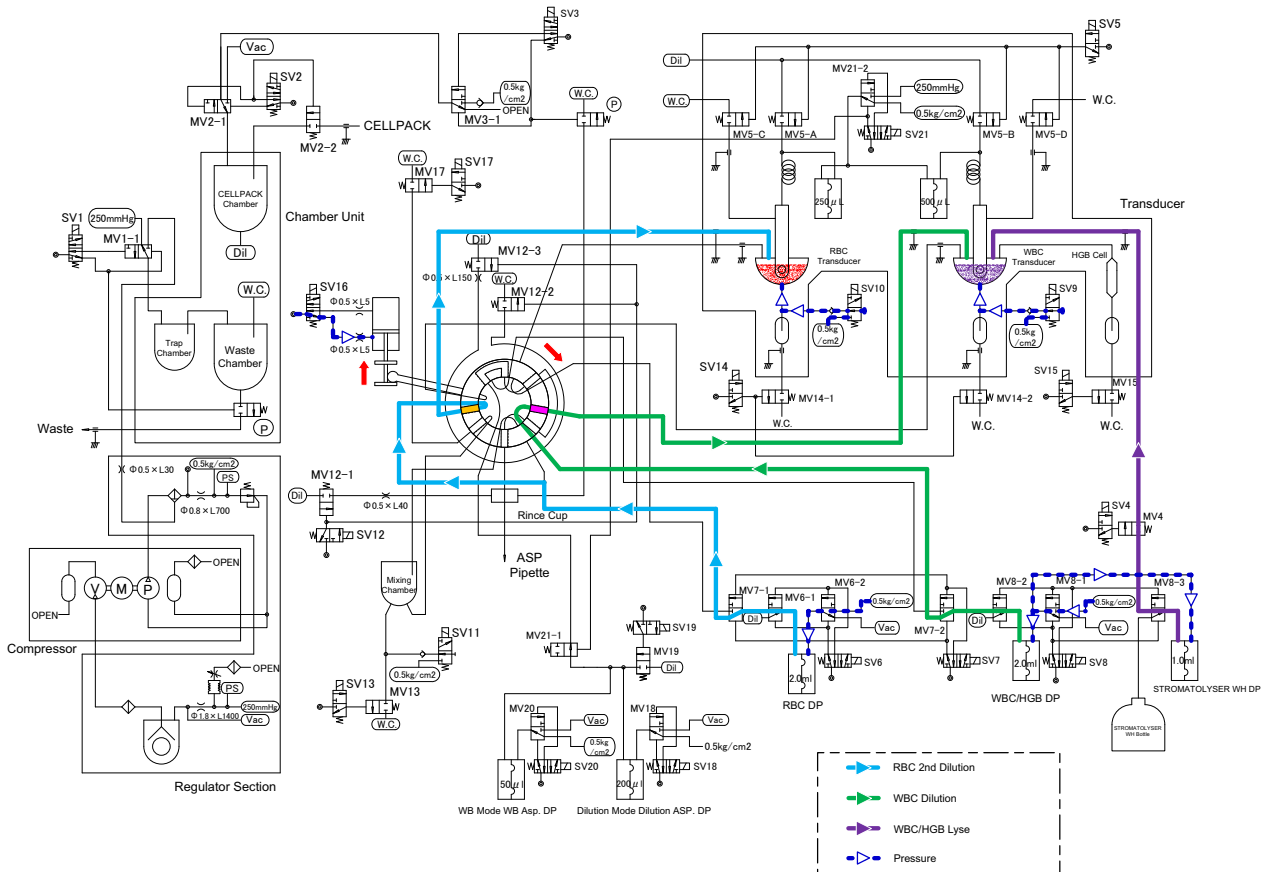 SV3
SV5
Vac
Dil
MV21-2
SV2
0.5kg
/cm2
W.C.
P
250mmHg
W.C.
W.C.
MV2-1
OPEN
0.5kg/cm2
MV3-1
CELLPACK
MV5-C
MV5-A
SV21
MV5-B
MV5-D
MV2-2
W.C.
SV17
MV17
CELLPACK
Chamber
250μL
500μL
Chamber Unit
Transducer
SV1
250mmHg
MV1-1
Dil
Dil
MV12-3
RBC
Transducer
WBC
Transducer
HGB Cell
W.C.
Φ0.5×L150
W.C.
SV16
Φ0.5×L5
MV12-2
SV10
SV9
0.5kg
/cm2
0.5kg
/cm2
Trap
Chamber
Waste
Chamber
Φ0.5×L5
SV14
SV15
MV15
MV14-1
MV14-2
W.C.
W.C.
W.C.
Waste
P
0.5kg/cm2
Φ0.5×L30
PS
MV12-1
Dil
Φ0.8×L700
Φ0.5×L40
Rince Cup
SV4
MV4
SV12
ASP
Pipette
OPEN
Mixing
Chamber
MV7-1
MV6-2
MV6-1
MV8-2
MV8-1
MV8-3
V
M
P
0.5kg/cm2
0.5kg/cm2
OPEN
Dil
Vac
MV7-2
Dil
Vac
Compressor
SV11
SV19
MV21-1
0.5kg/cm2
MV19
Dil
SV6
SV7
SV8
2.0ml
2.0ml
1.0ml
OPEN
SV13
MV13
STROMATOLYSER WH DP
PS
RBC DP
WBC/HGB DP
250mmHg
Φ1.8×L1400
Vac
W.C.
MV20
Vac
MV18
Vac
STROMATOLYSER
WH Bottle
0.5kg
/cm2
0.5kg/cm2
SV20
SV18
50μl
200μl
Regulator Section
WB Mode WB Asp. DP
Dilution Mode Dilution ASP. DP
RBC 2nd Dilution
WBC Dilution
WBC/HGB Lyse
Pressure